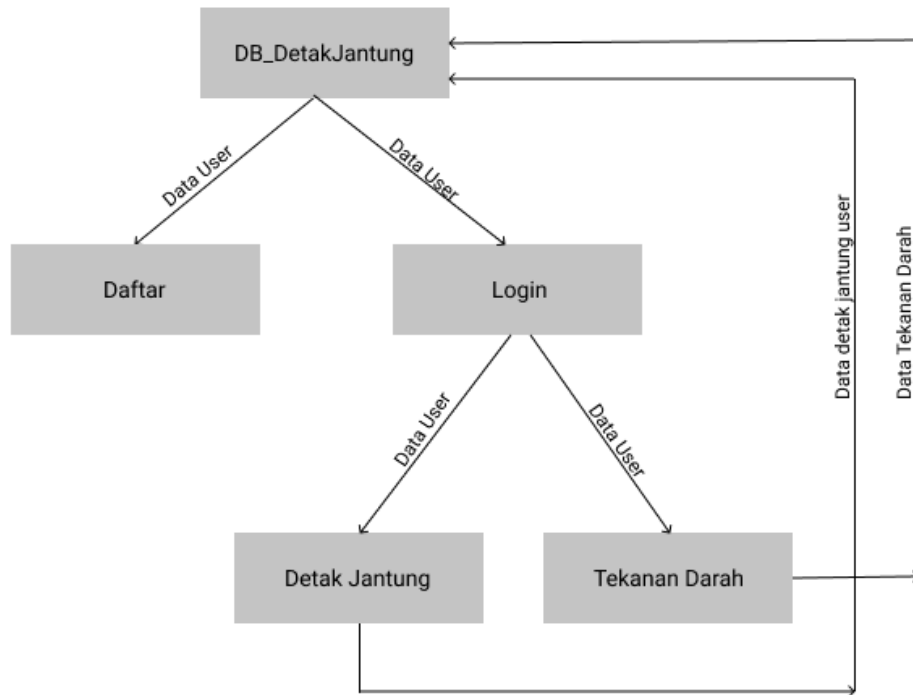 DB_DetakJantung
Data User
Data User
Daftar
Login
Data detak jantung user
Data Tekanan Darah
Data User
Data User
Detak Jantung
Tekanan Darah